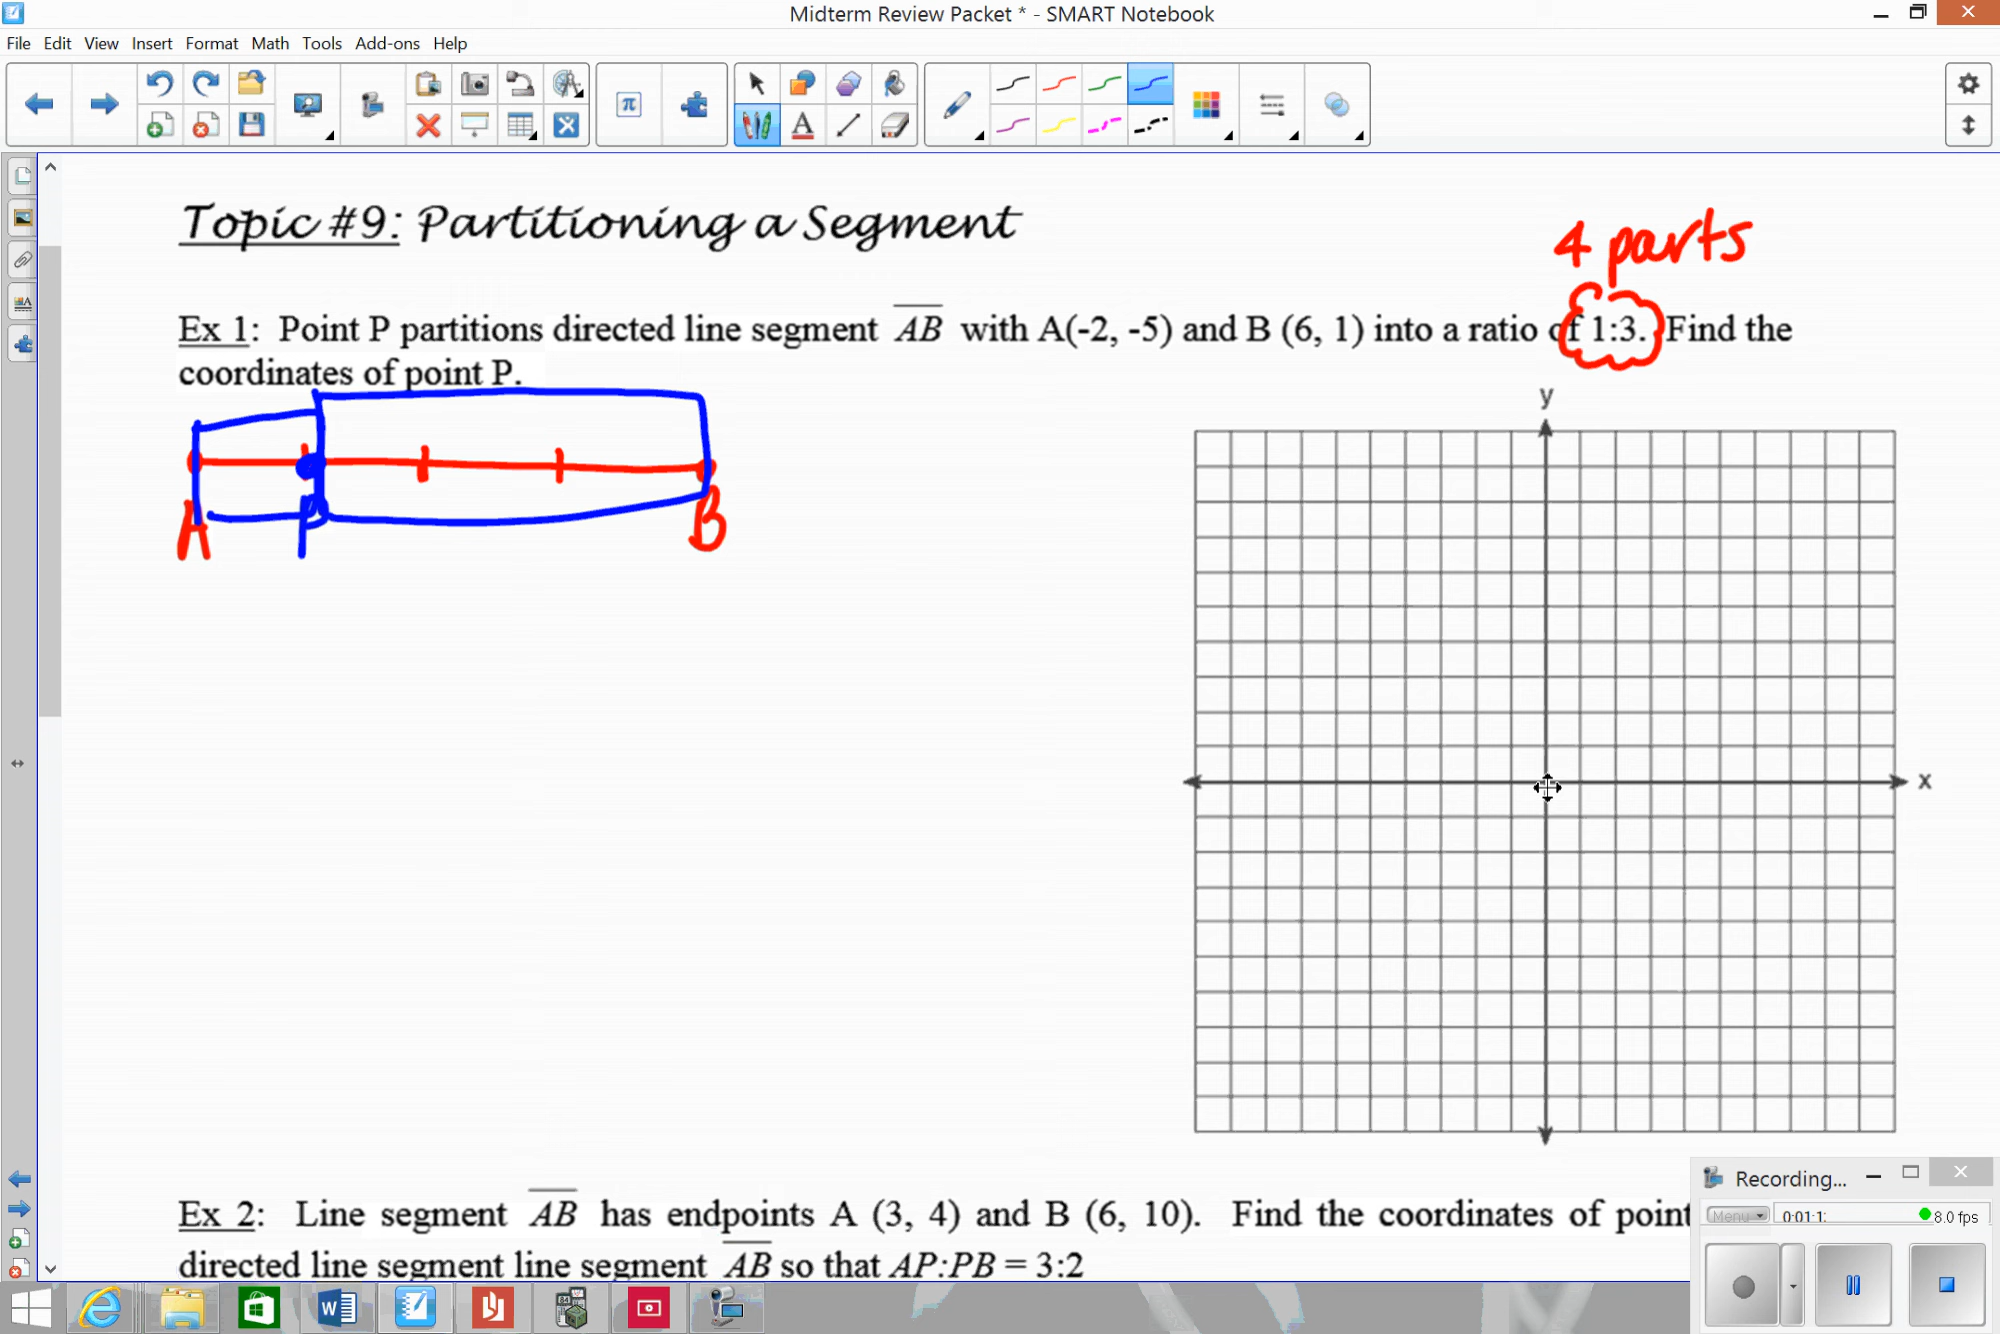 Midterm Review Packet * - SMART Notebook
File Edit View Insert Format Math Tools Add-ons Help
Topic #9: Partitioning a Segment
4 parts
Ex 1: Point P partitions directed line segment AB with A(-2, -5) and B (6, 1) into a ratio of 1:3. Find the
coordinates of point P.
y
A P B
x
Recording...
Menu 0:01:1 8.0 fps
Ex 2: Line segment AB has endpoints A (3, 4) and B (6, 10). Find the coordinates of point
directed line segment line segment AB so that AP:PB = 3:2